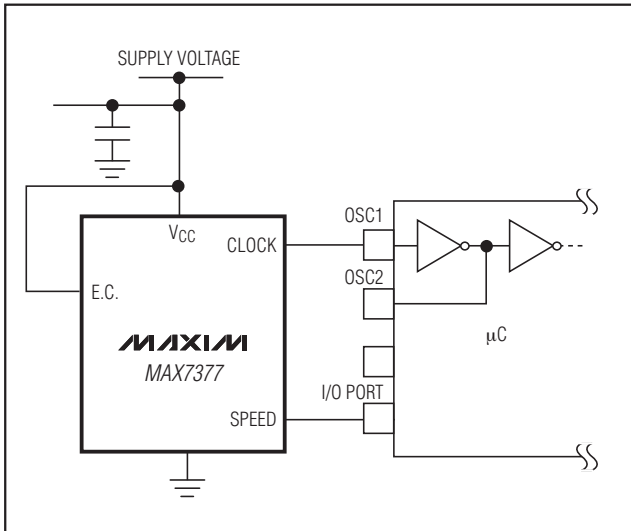 SUPPLY VOLTAGE
OSC1
VCC
CLOCK
OSC2
E.C.
MAXIM
µC
MAX7377
I/O PORT
SPEED